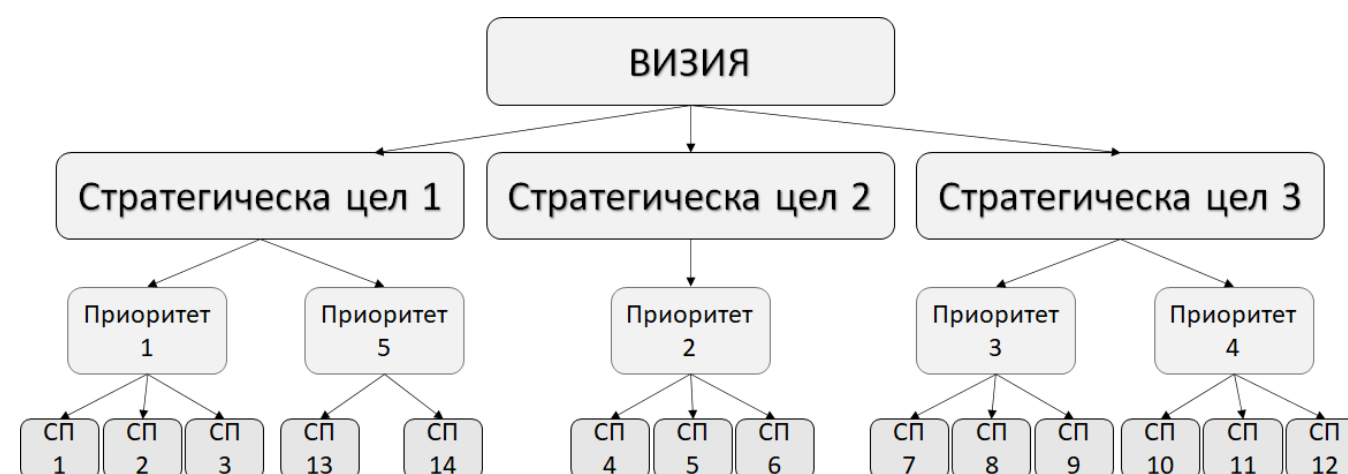 ВИЗИЯ
Стратегическа цел 1
Стратегическа цел 2
Стратегическа цел 3
Приоритет
1
Приоритет
5
Приоритет
2
Приоритет
3
Приоритет
4
СП
1
СП
2
СП
3
СП
13
СП
14
СП
4
СП
5
СП
6
СП
7
СП
8
СП
9
СП
10
СП
11
СП
12